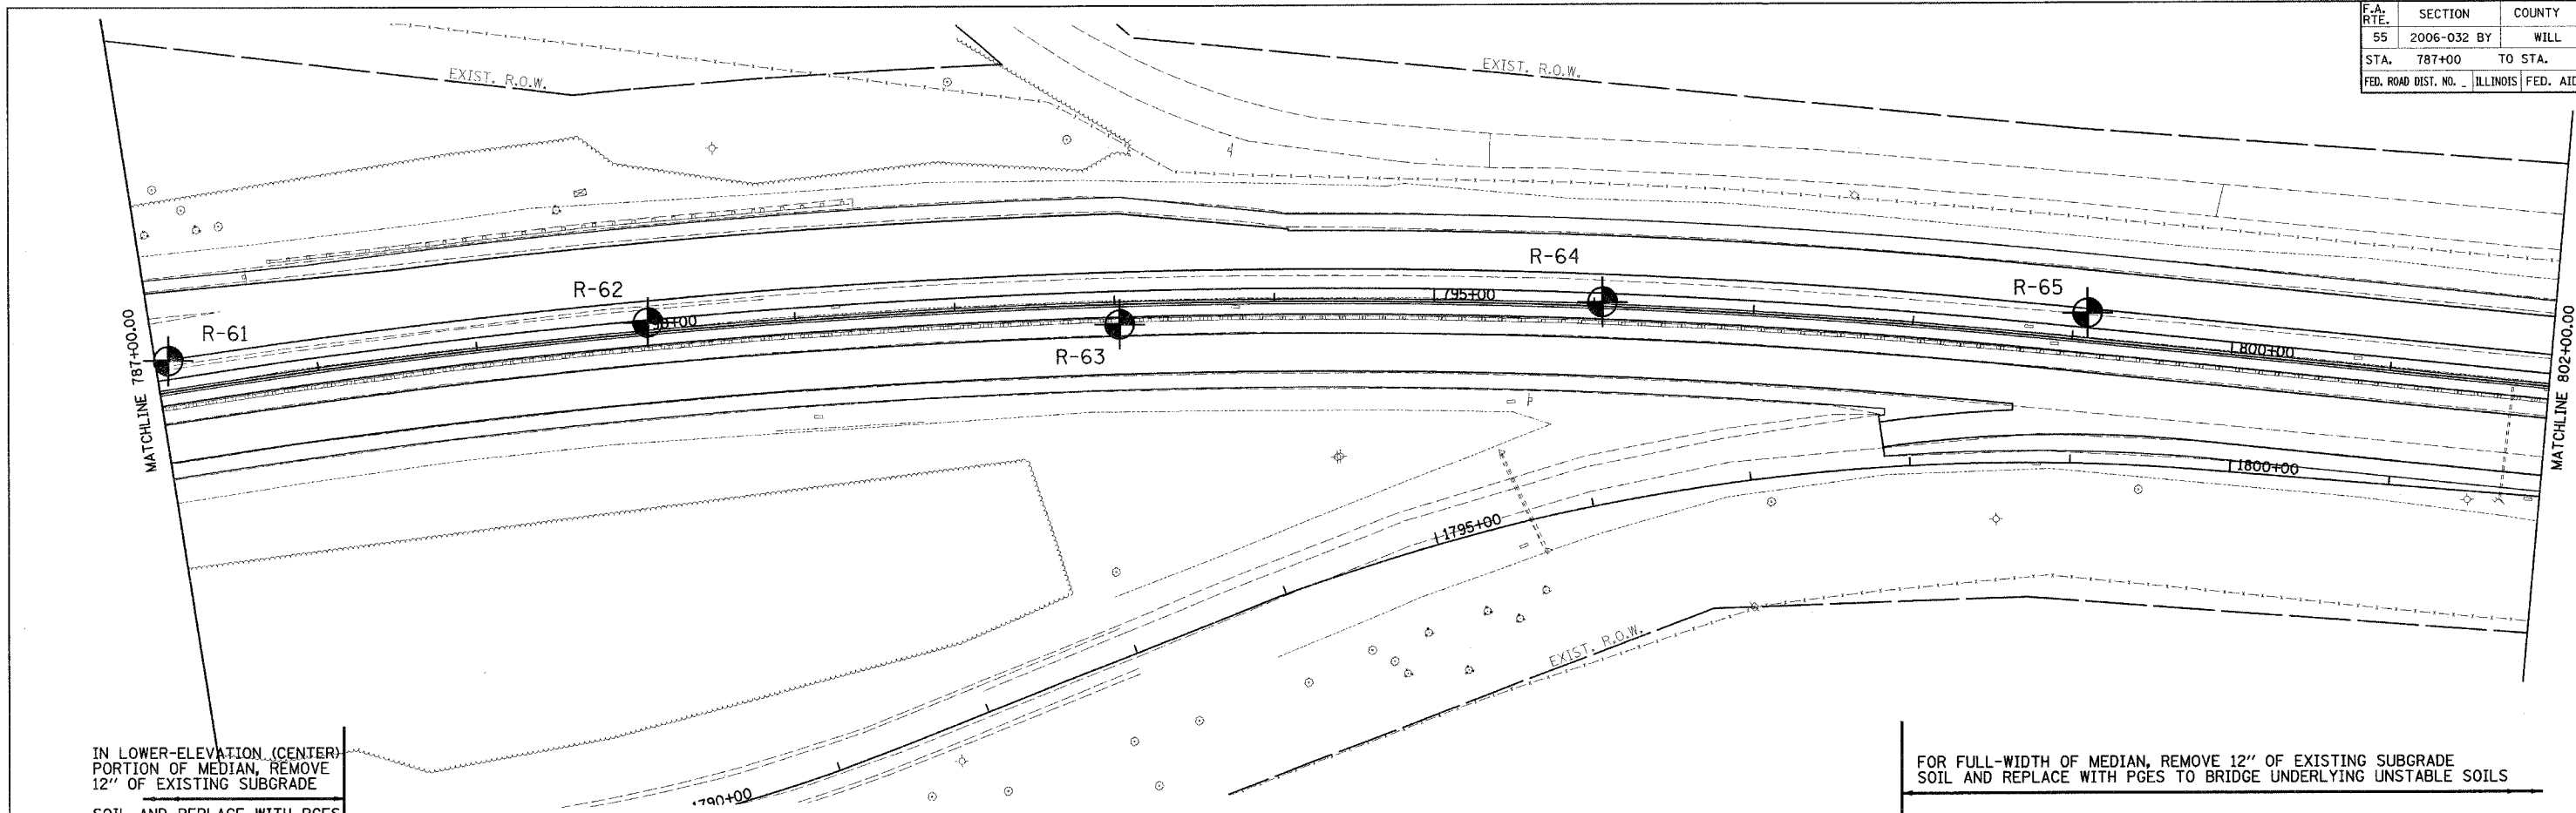 F.A. RTE. SECTION COUNTY
55 2006-032 BY WILL
STA. 787+00 TO STA.
FED. ROAD DIST. NO. _ ILLINOIS FED. AID
EXIST. R.O.W.
EXIST. R.O.W.
R-64
R-65
R-62
795+00
R-61
R-63
800+00
MATCHLINE 787+00.00
MATCHLINE 802+00.00
1800+00
1795+00
EXIST. R.O.W.
1790+00
IN LOWER-ELEVATION (CENTER)
PORTION OF MEDIAN, REMOVE
12" OF EXISTING SUBGRADE
SOIL AND REPLACE WITH PGES
FOR FULL-WIDTH OF MEDIAN, REMOVE 12" OF EXISTING SUBGRADE
SOIL AND REPLACE WITH PGES TO BRIDGE UNDERLYING UNSTABLE SOILS